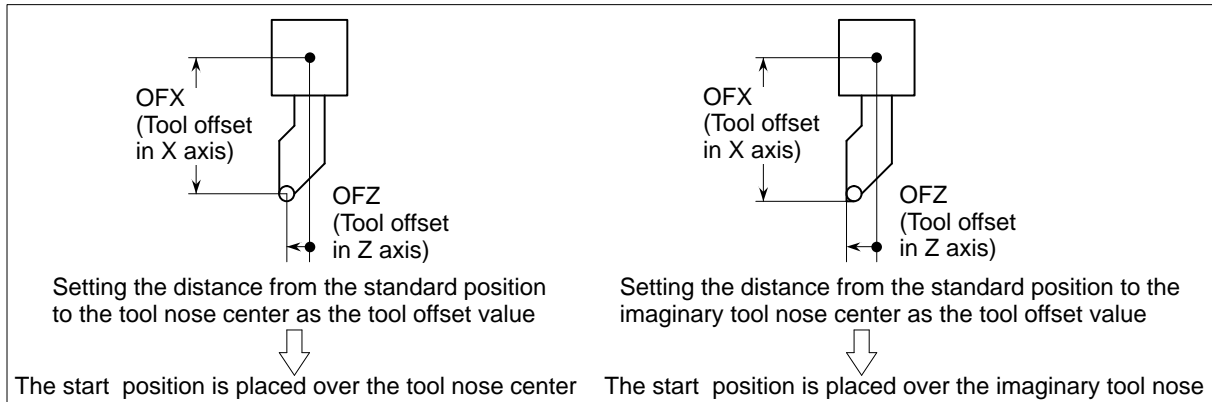 OFX
(Tool offset
in X axis)
OFZ
(Tool offset
in Z axis)
Setting the distance from the standard position
to the tool nose center as the tool offset value
The start position is placed over the tool nose center
OFX
(Tool offset
in X axis)
OFZ
(Tool offset
in Z axis)
Setting the distance from the standard position to the
imaginary tool nose center as the tool offset value
The start position is placed over the imaginary tool nose